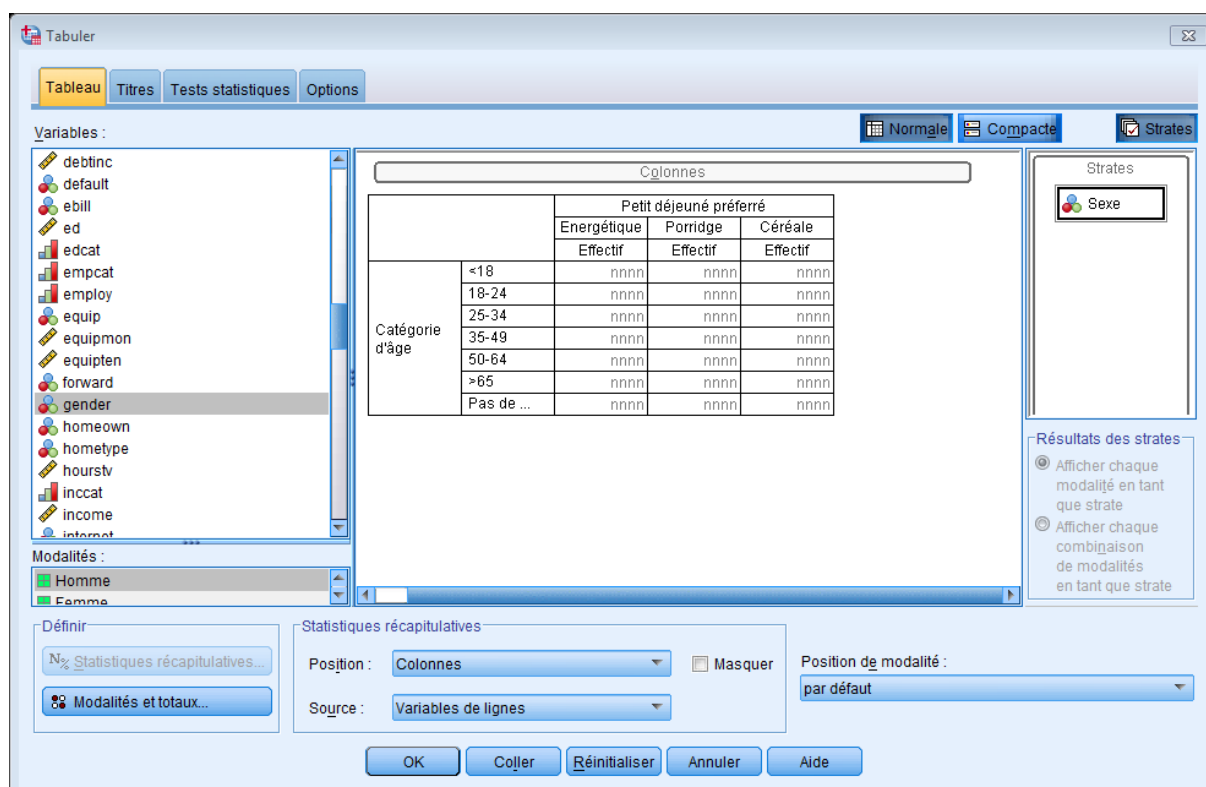 Tabuler
Tableau Titres Tests statistiques Options
Variables :
Normale Compacte Strates
debtinc
default
ebill
ed
edcat
empcat
employ
equip
equipmon
equipten
forward
gender
homeown
hometype
hourstv
inccat
income
internet
Modalités :
Homme
Femme
Colonnes
Petit déjeuné préferré
Energétique Porridge Céréale
Effectif Effectif Effectif
Catégorie d'âge
<18 nnnn nnnn nnnn
18-24 nnnn nnnn nnnn
25-34 nnnn nnnn nnnn
35-49 nnnn nnnn nnnn
50-64 nnnn nnnn nnnn
>65 nnnn nnnn nnnn
Pas de ... nnnn nnnn nnnn
Strates
Sexe
Résultats des strates
Afficher chaque
modalité en tant
que strate
Afficher chaque
combinaison
de modalités
en tant que strate
Définir
N% Statistiques récapitulatives...
Modalités et totaux...
Statistiques récapitulatives
Position : Colonnes Masquer
Source : Variables de lignes
Position de modalité :
par défaut
OK Coller Réinitialiser Annuler Aide